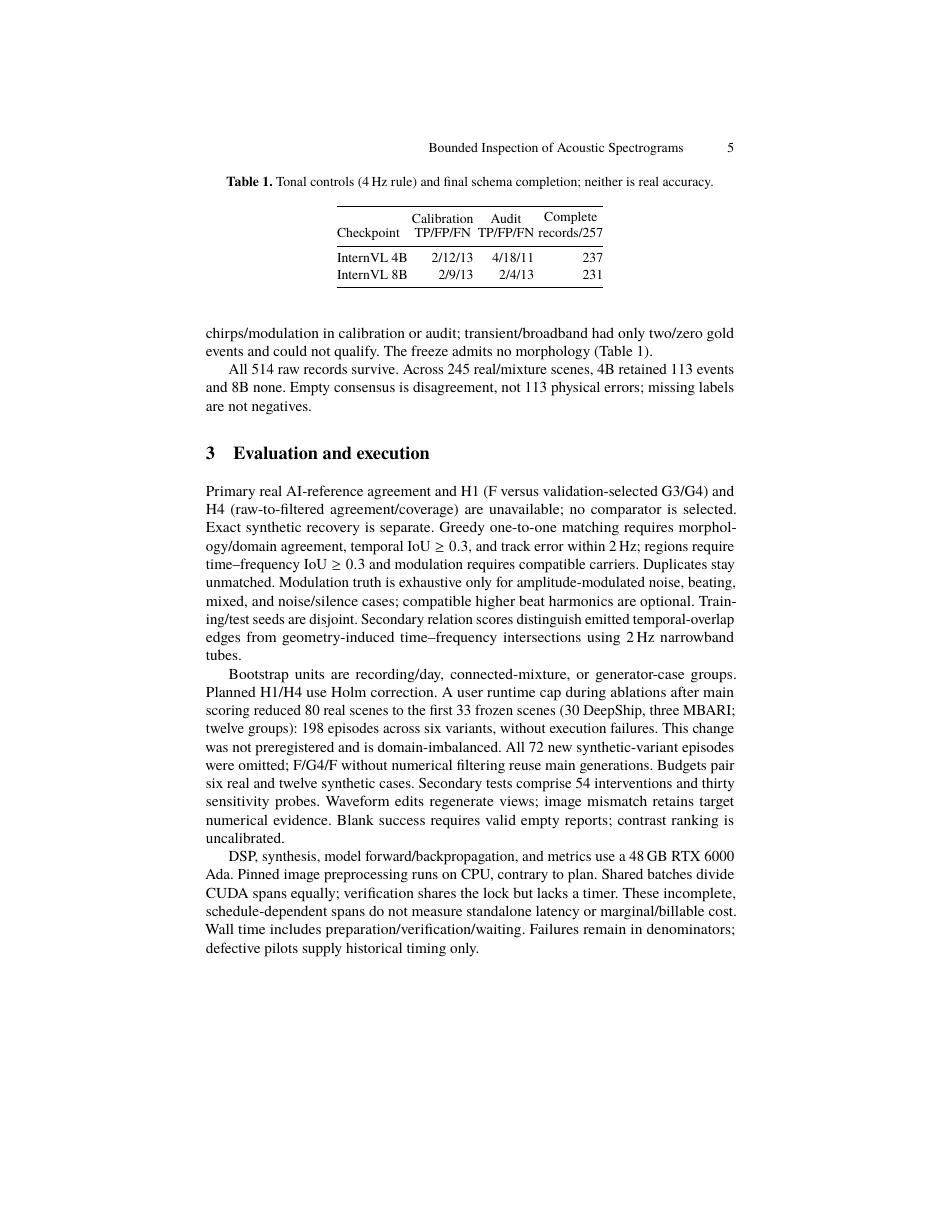 Bounded Inspection of Acoustic Spectrograms 5
Table 1. Tonal controls (4 Hz rule) and final schema completion; neither is real accuracy.
Calibration Audit Complete
Checkpoint TP/FP/FN TP/FP/FN records/257
InternVL 4B 2/12/13 4/18/11 237
InternVL 8B 2/9/13 2/4/13 231
chirps/modulation in calibration or audit; transient/broadband had only two/zero gold
events and could not qualify. The freeze admits no morphology (Table 1).
All 514 raw records survive. Across 245 real/mixture scenes, 4B retained 113 events
and 8B none. Empty consensus is disagreement, not 113 physical errors; missing labels
are not negatives.
3 Evaluation and execution
Primary real AI-reference agreement and H1 (F versus validation-selected G3/G4) and
H4 (raw-to-filtered agreement/coverage) are unavailable; no comparator is selected.
Exact synthetic recovery is separate. Greedy one-to-one matching requires morphol-
ogy/domain agreement, temporal IoU ≥ 0.3, and track error within 2 Hz; regions require
time–frequency IoU ≥ 0.3 and modulation requires compatible carriers. Duplicates stay
unmatched. Modulation truth is exhaustive only for amplitude-modulated noise, beating,
mixed, and noise/silence cases; compatible higher beat harmonics are optional. Train-
ing/test seeds are disjoint. Secondary relation scores distinguish emitted temporal-overlap
edges from geometry-induced time–frequency intersections using 2 Hz narrowband
tubes.
Bootstrap units are recording/day, connected-mixture, or generator-case groups.
Planned H1/H4 use Holm correction. A user runtime cap during ablations after main
scoring reduced 80 real scenes to the first 33 frozen scenes (30 DeepShip, three MBARI;
twelve groups): 198 episodes across six variants, without execution failures. This change
was not preregistered and is domain-imbalanced. All 72 new synthetic-variant episodes
were omitted; F/G4/F without numerical filtering reuse main generations. Budgets pair
six real and twelve synthetic cases. Secondary tests comprise 54 interventions and thirty
sensitivity probes. Waveform edits regenerate views; image mismatch retains target
numerical evidence. Blank success requires valid empty reports; contrast ranking is
uncalibrated.
DSP, synthesis, model forward/backpropagation, and metrics use a 48 GB RTX 6000
Ada. Pinned image preprocessing runs on CPU, contrary to plan. Shared batches divide
CUDA spans equally; verification shares the lock but lacks a timer. These incomplete,
schedule-dependent spans do not measure standalone latency or marginal/billable cost.
Wall time includes preparation/verification/waiting. Failures remain in denominators;
defective pilots supply historical timing only.